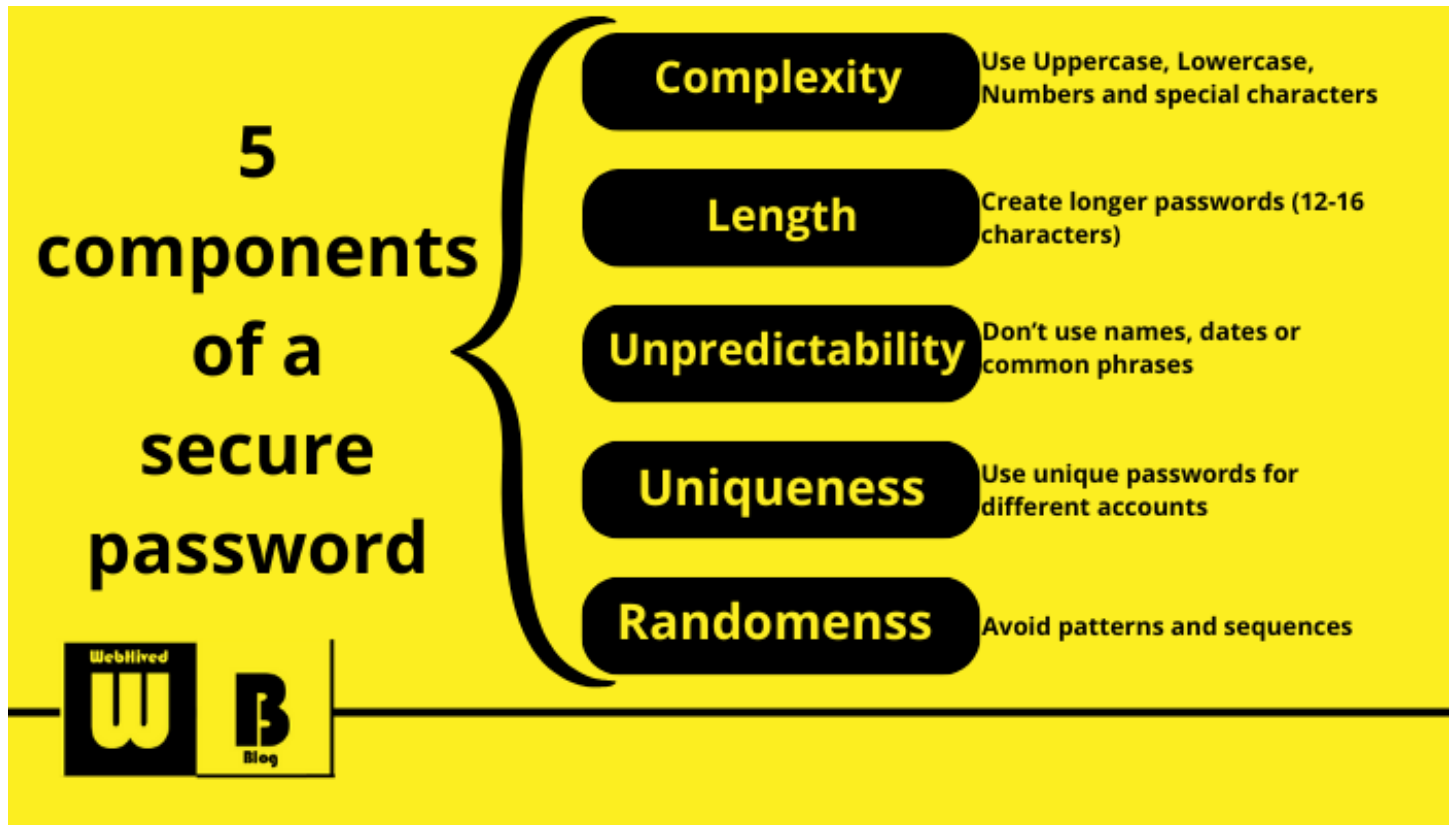 5
components
of a
secure
password
Complexity
Use Uppercase, Lowercase,
Numbers and special characters
Length
Create longer passwords (12-16
characters)
Unpredictability
Don’t use names, dates or
common phrases
Uniqueness
Use unique passwords for
different accounts
Randomenss
Avoid patterns and sequences
WebHived
W
B
Blog